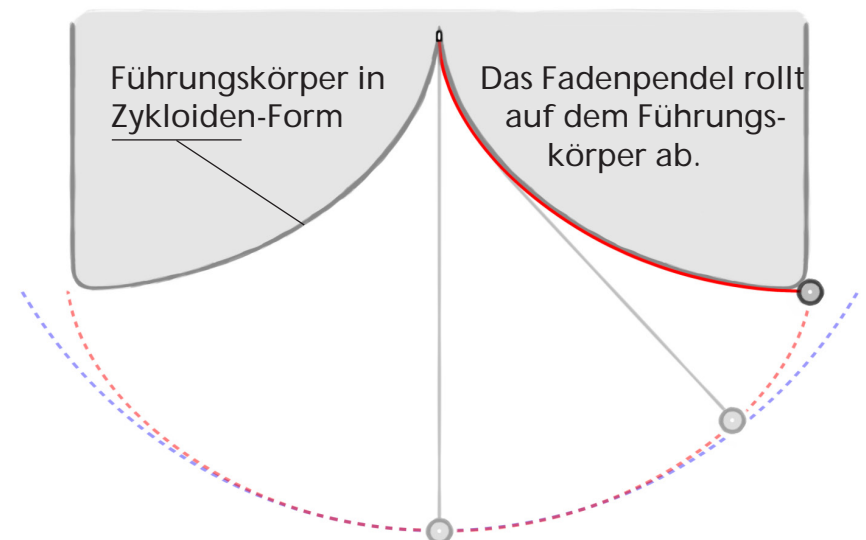 Führungskörper in
Zykloiden-Form
Das Fadenpendel rollt
auf dem Führungs-
körper ab.